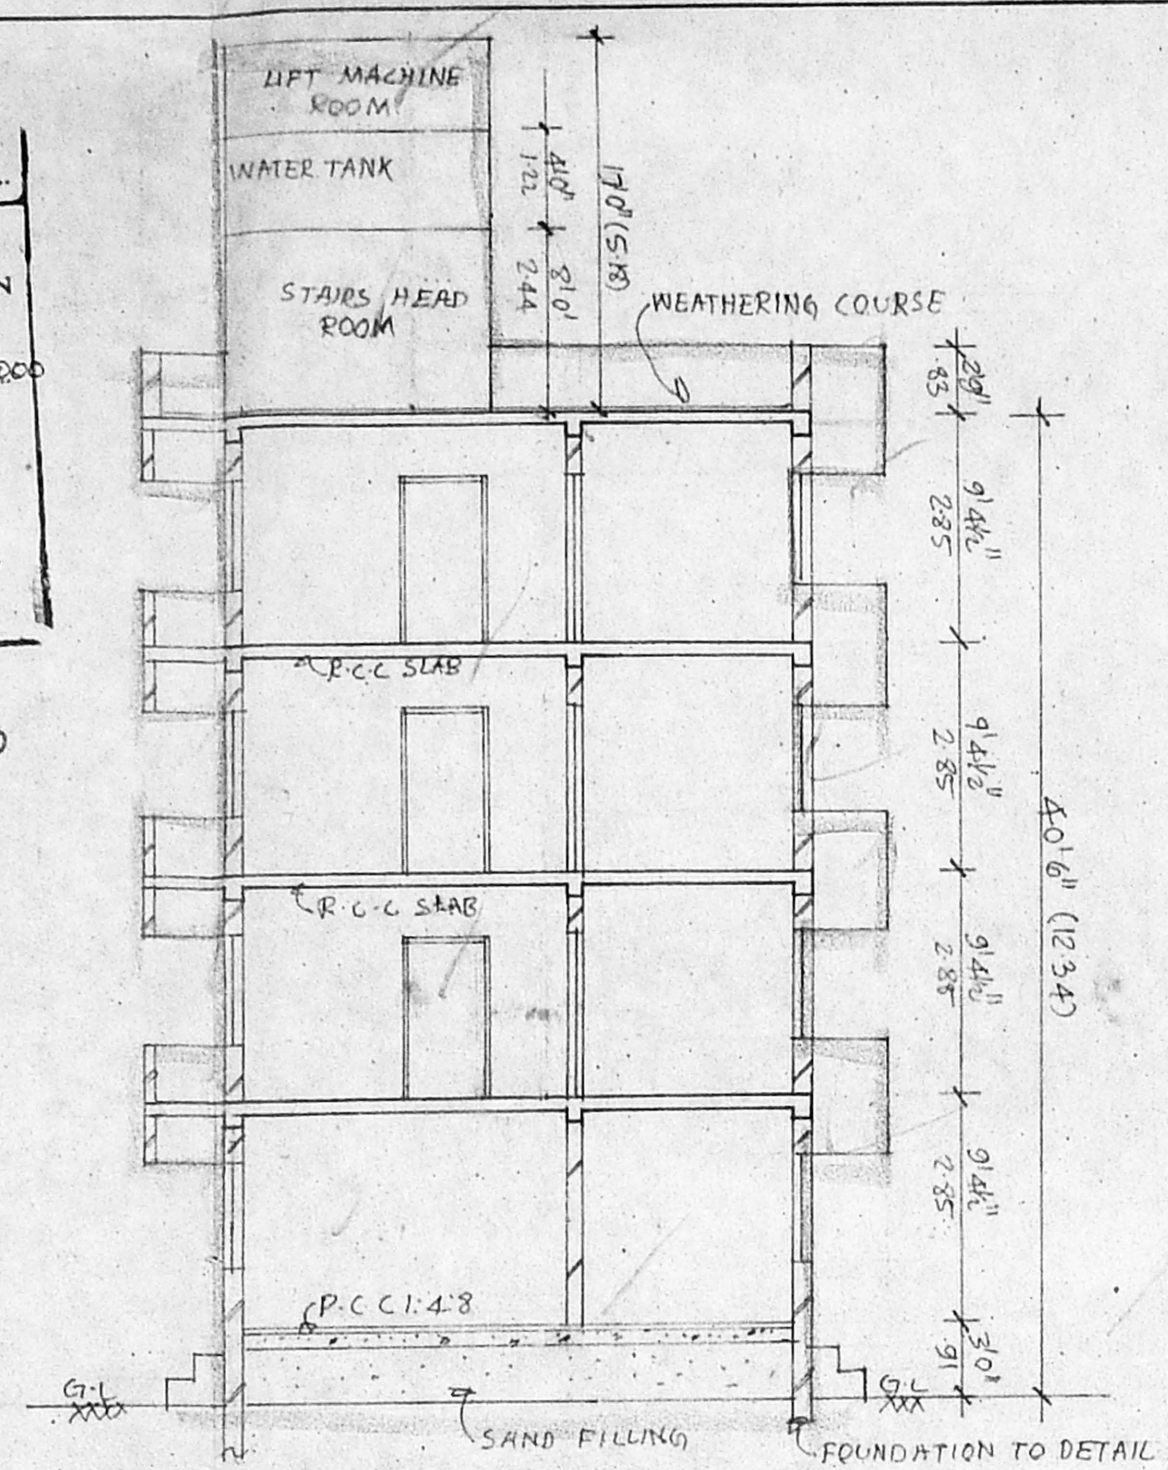 LIFT MACHINE
ROOM
WATER TANK
4'0"
1·22
17'0" (5·18)
8'0"
2·44
STAIRS HEAD
ROOM
WEATHERING COURSE
2'9"
·83
9'4½"
2·85
R·C·C SLAB
9'4½"
2·85
40'6" (12·34)
R·C·C SLAB
9'4½"
2·85
9'4½"
2·85
P·C·C 1:4:8
3'0"
·91
G·L
G·L
SAND FILLING
FOUNDATION TO DETAIL